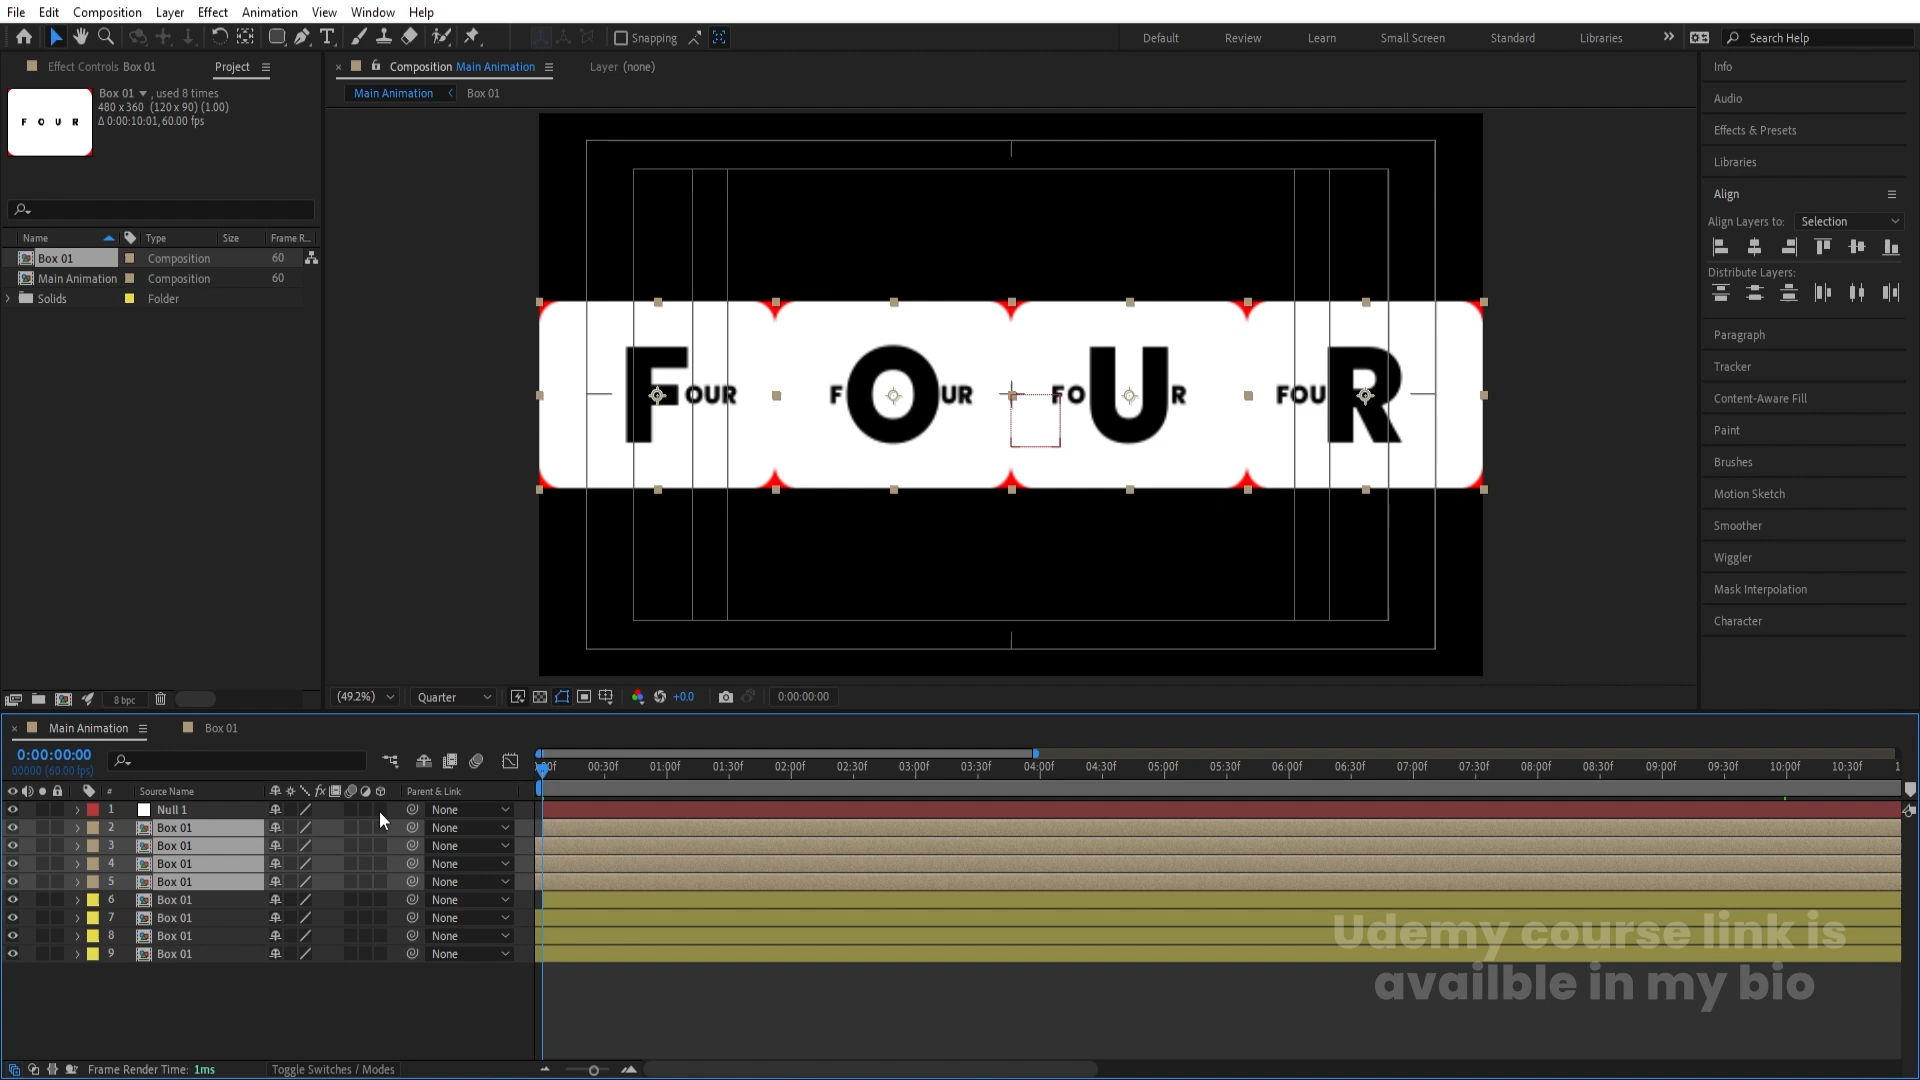 File Edit Composition Layer Effect Animation View Window Help
Snapping
Default Review Learn Small Screen Standard Libraries Search Help
Effect Controls Box 01 Project
Composition Main Animation Layer (none)
Main Animation Box 01
Box 01 , used 8 times
480 x 360 (120 x 90) (1.00)
Δ 0:00:10:01, 60.00 fps
F O U R
Name Type Size Frame R...
Box 01 Composition 60
Main Animation Composition 60
Solids Folder
FOUR FOUR FOUR FOUR
8 bpc
(49.2%) Quarter +0.0 0:00:00:00
Info
Audio
Effects & Presets
Libraries
Align
Align Layers to: Selection
Distribute Layers:
Paragraph
Tracker
Content-Aware Fill
Paint
Brushes
Motion Sketch
Smoother
Wiggler
Mask Interpolation
Character
Main Animation Box 01
0:00:00:00
00000 (60.00 fps)
00:30f 01:00f 01:30f 02:00f 02:30f 03:00f 03:30f 04:00f 04:30f 05:00f 05:30f 06:00f 06:30f 07:00f 07:30f 08:00f 08:30f 09:00f 09:30f 10:00f 10:30f 1
# Source Name fx Parent & Link
1 Null 1 None
2 Box 01 None
3 Box 01 None
4 Box 01 None
5 Box 01 None
6 Box 01 None
7 Box 01 None
8 Box 01 None
9 Box 01 None
Udemy course link is
availble in my bio
Frame Render Time: 1ms Toggle Switches / Modes